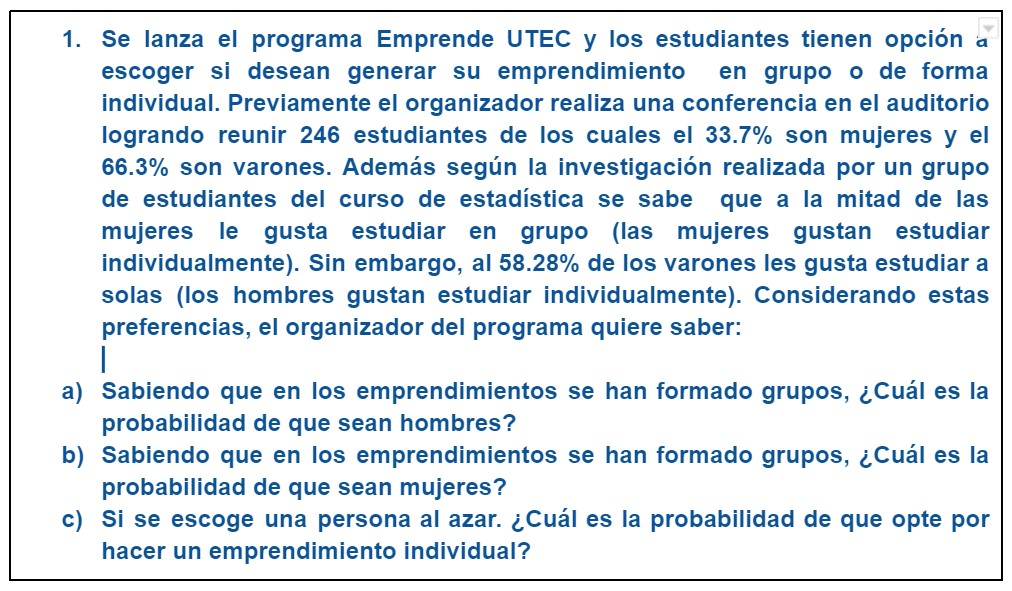 1. Se lanza el programa Emprende UTEC y los estudiantes tienen opción a
escoger si desean generar su emprendimiento en grupo o de forma
individual. Previamente el organizador realiza una conferencia en el auditorio
logrando reunir 246 estudiantes de los cuales el 33.7% son mujeres y el
66.3% son varones. Además según la investigación realizada por un grupo
de estudiantes del curso de estadística se sabe que a la mitad de las
mujeres le gusta estudiar en grupo (las mujeres gustan estudiar
individualmente). Sin embargo, al 58.28% de los varones les gusta estudiar a
solas (los hombres gustan estudiar individualmente). Considerando estas
preferencias, el organizador del programa quiere saber:
a) Sabiendo que en los emprendimientos se han formado grupos, ¿Cuál es la
probabilidad de que sean hombres?
b) Sabiendo que en los emprendimientos se han formado grupos, ¿Cuál es la
probabilidad de que sean mujeres?
c) Si se escoge una persona al azar. ¿Cuál es la probabilidad de que opte por
hacer un emprendimiento individual?